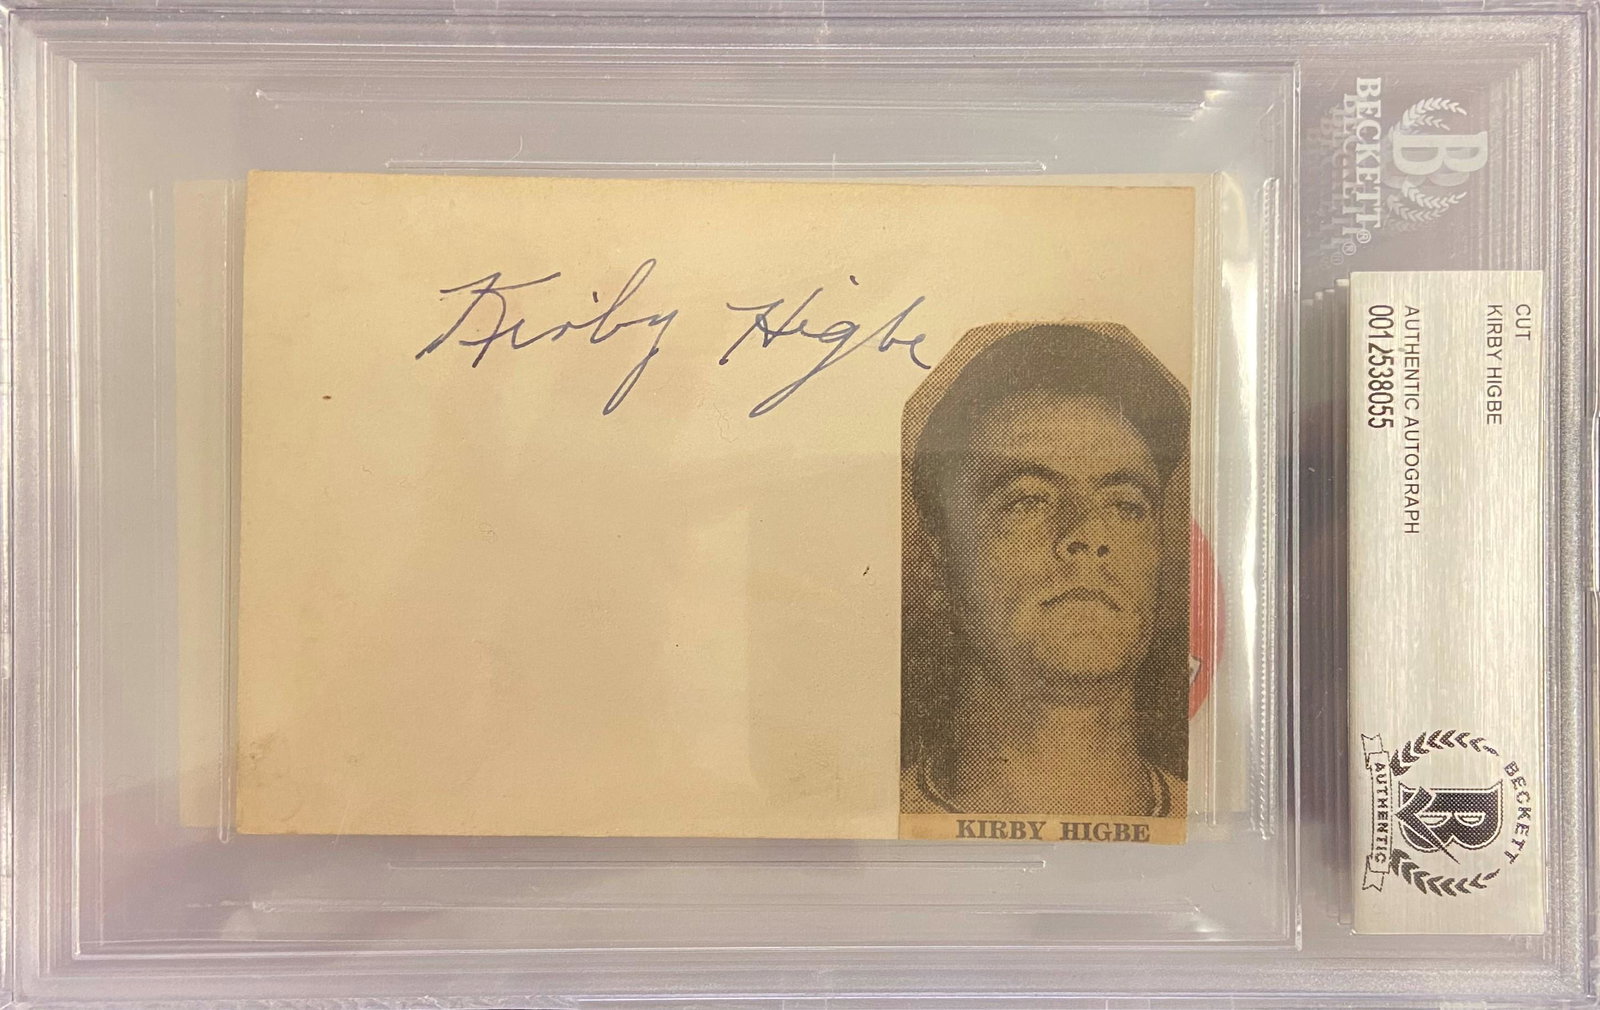 Kirby Higbe
KIRBY HIGBE
BECKETT®
CUT
KIRBY HIGBE
AUTHENTIC AUTOGRAPH
0012538055
BECKETT
AUTHENTIC